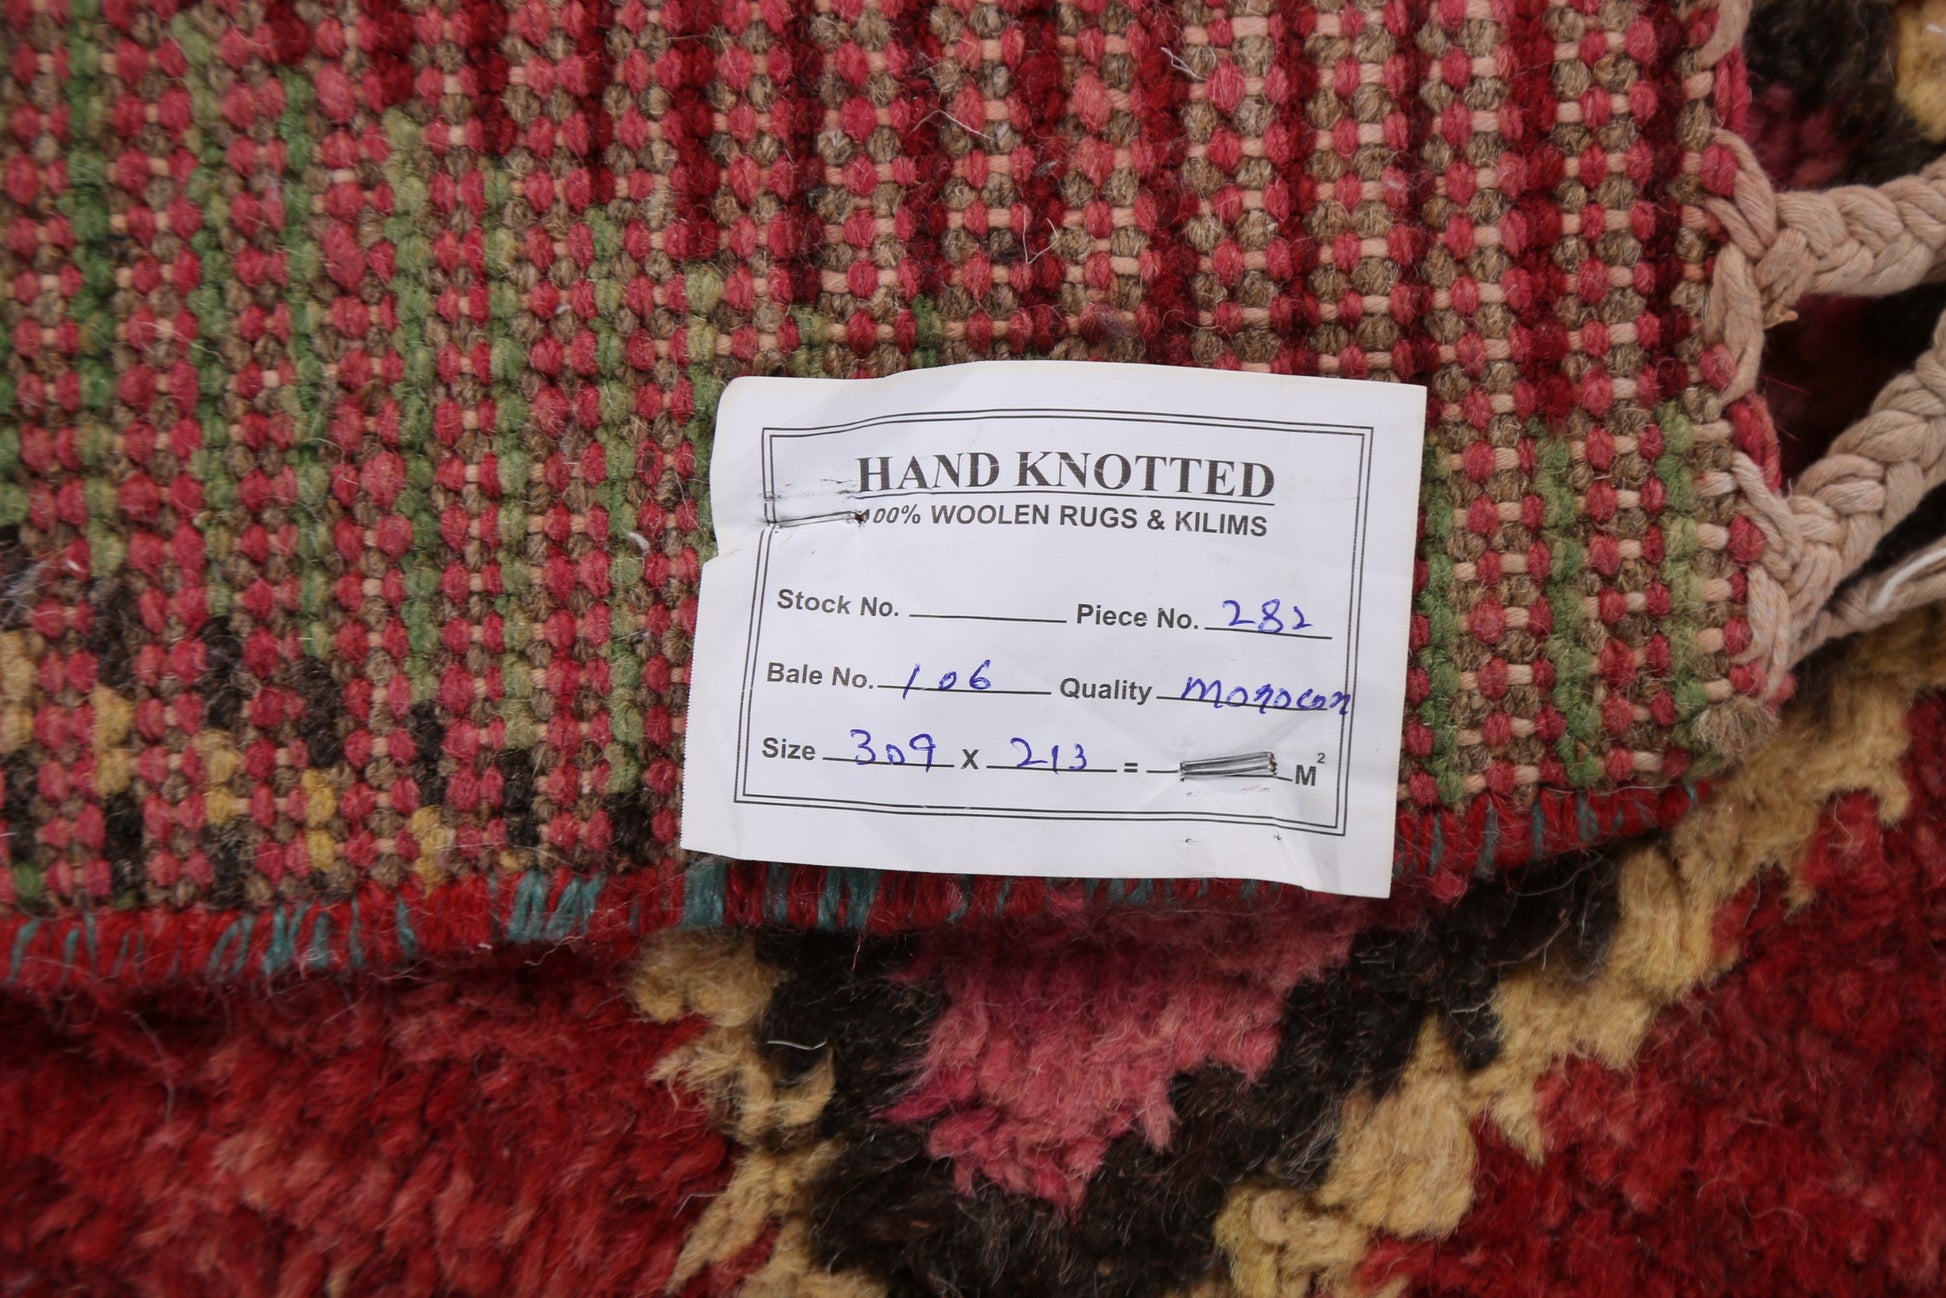 HAND KNOTTED
100% WOOLEN RUGS & KILIMS
Stock No. Piece No. 282
Bale No. 106 Quality Morocon
Size 309 X 213 = M²